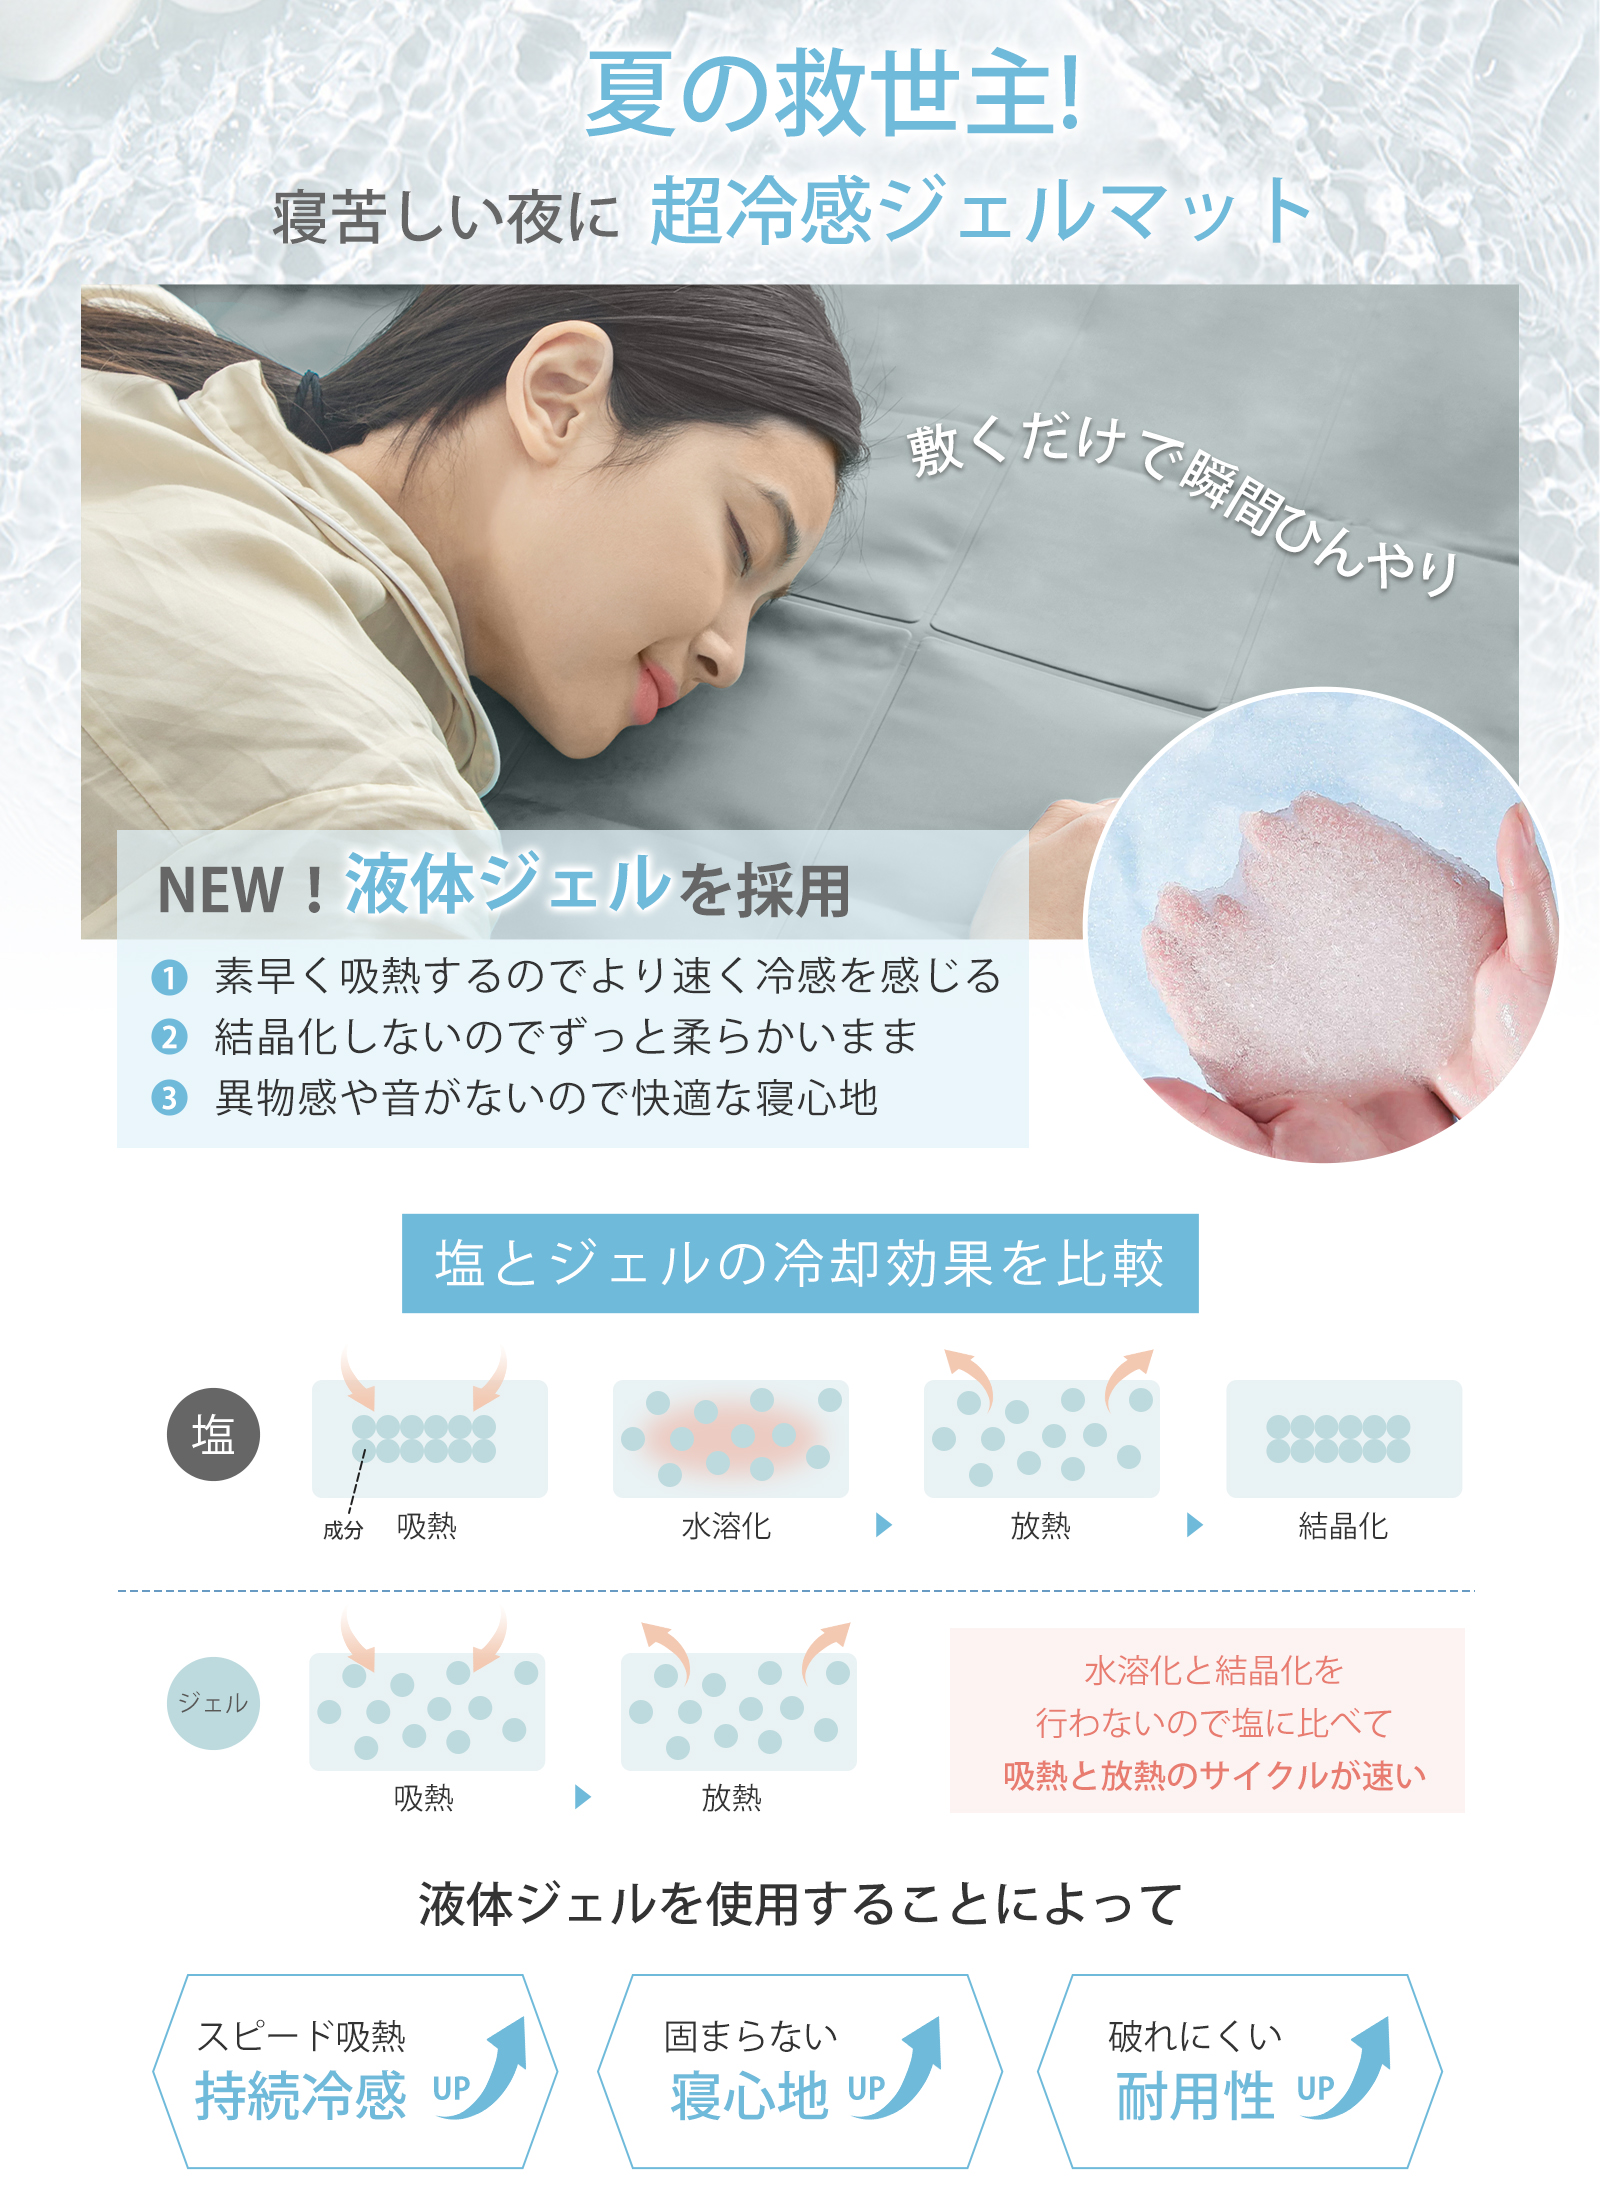 夏の救世主!
寝苦しい夜に 超冷感ジェルマット
敷くだけで瞬間ひんやり
NEW！液体ジェルを採用
1 素早く吸熱するのでより速く冷感を感じる
2 結晶化しないのでずっと柔らかいまま
3 異物感や音がないので快適な寝心地
塩とジェルの冷却効果を比較
塩
成分 吸熱
水溶化
放熱
結晶化
ジェル
吸熱
放熱
水溶化と結晶化を
行わないので塩に比べて
吸熱と放熱のサイクルが速い
液体ジェルを使用することによって
スピード吸熱
持続冷感 UP
固まらない
寝心地 UP
破れにくい
耐用性 UP